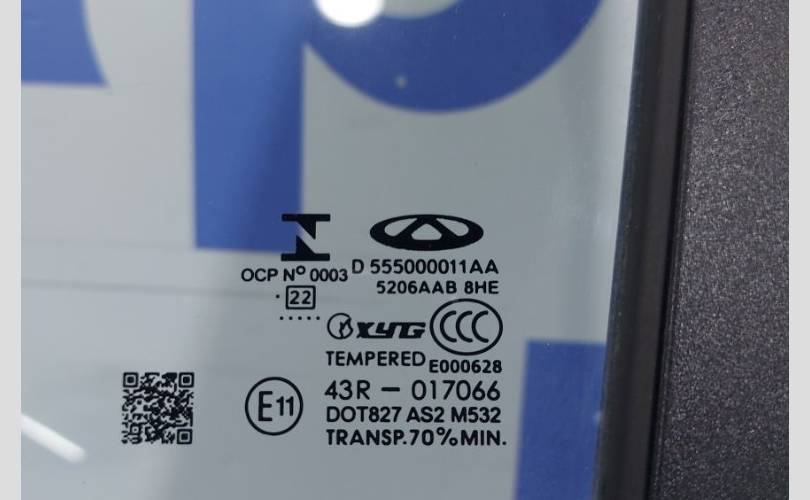 OCP Nº 0003
D 555000011AA
5206AAB 8HE
22
XYG
CCC
TEMPERED
E000628
E11
43R - 017066
DOT827 AS2 M532
TRANSP.70%MIN.